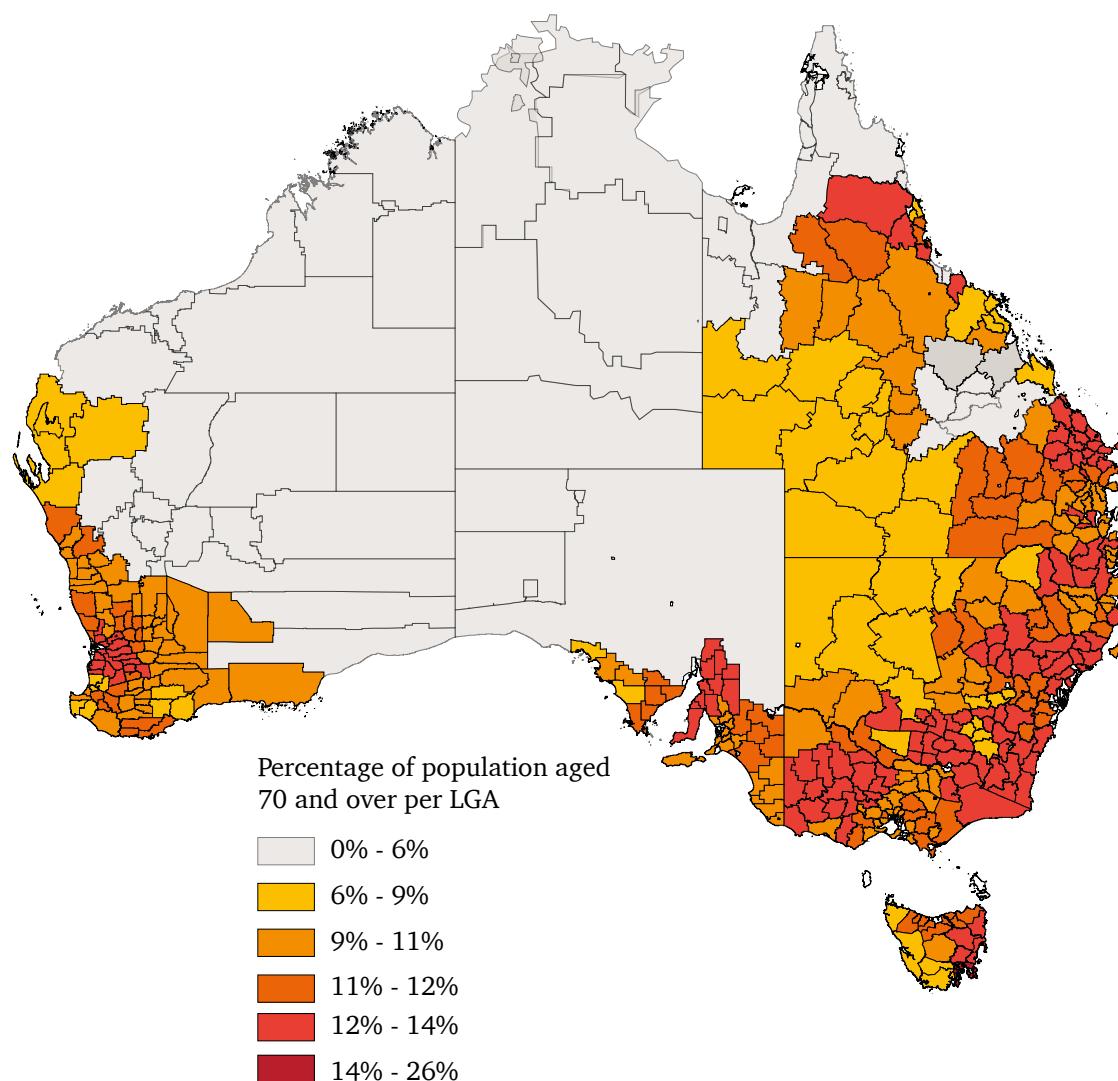 Percentage of population aged
70 and over per LGA
0% - 6%
6% - 9%
9% - 11%
11% - 12%
12% - 14%
14% - 26%